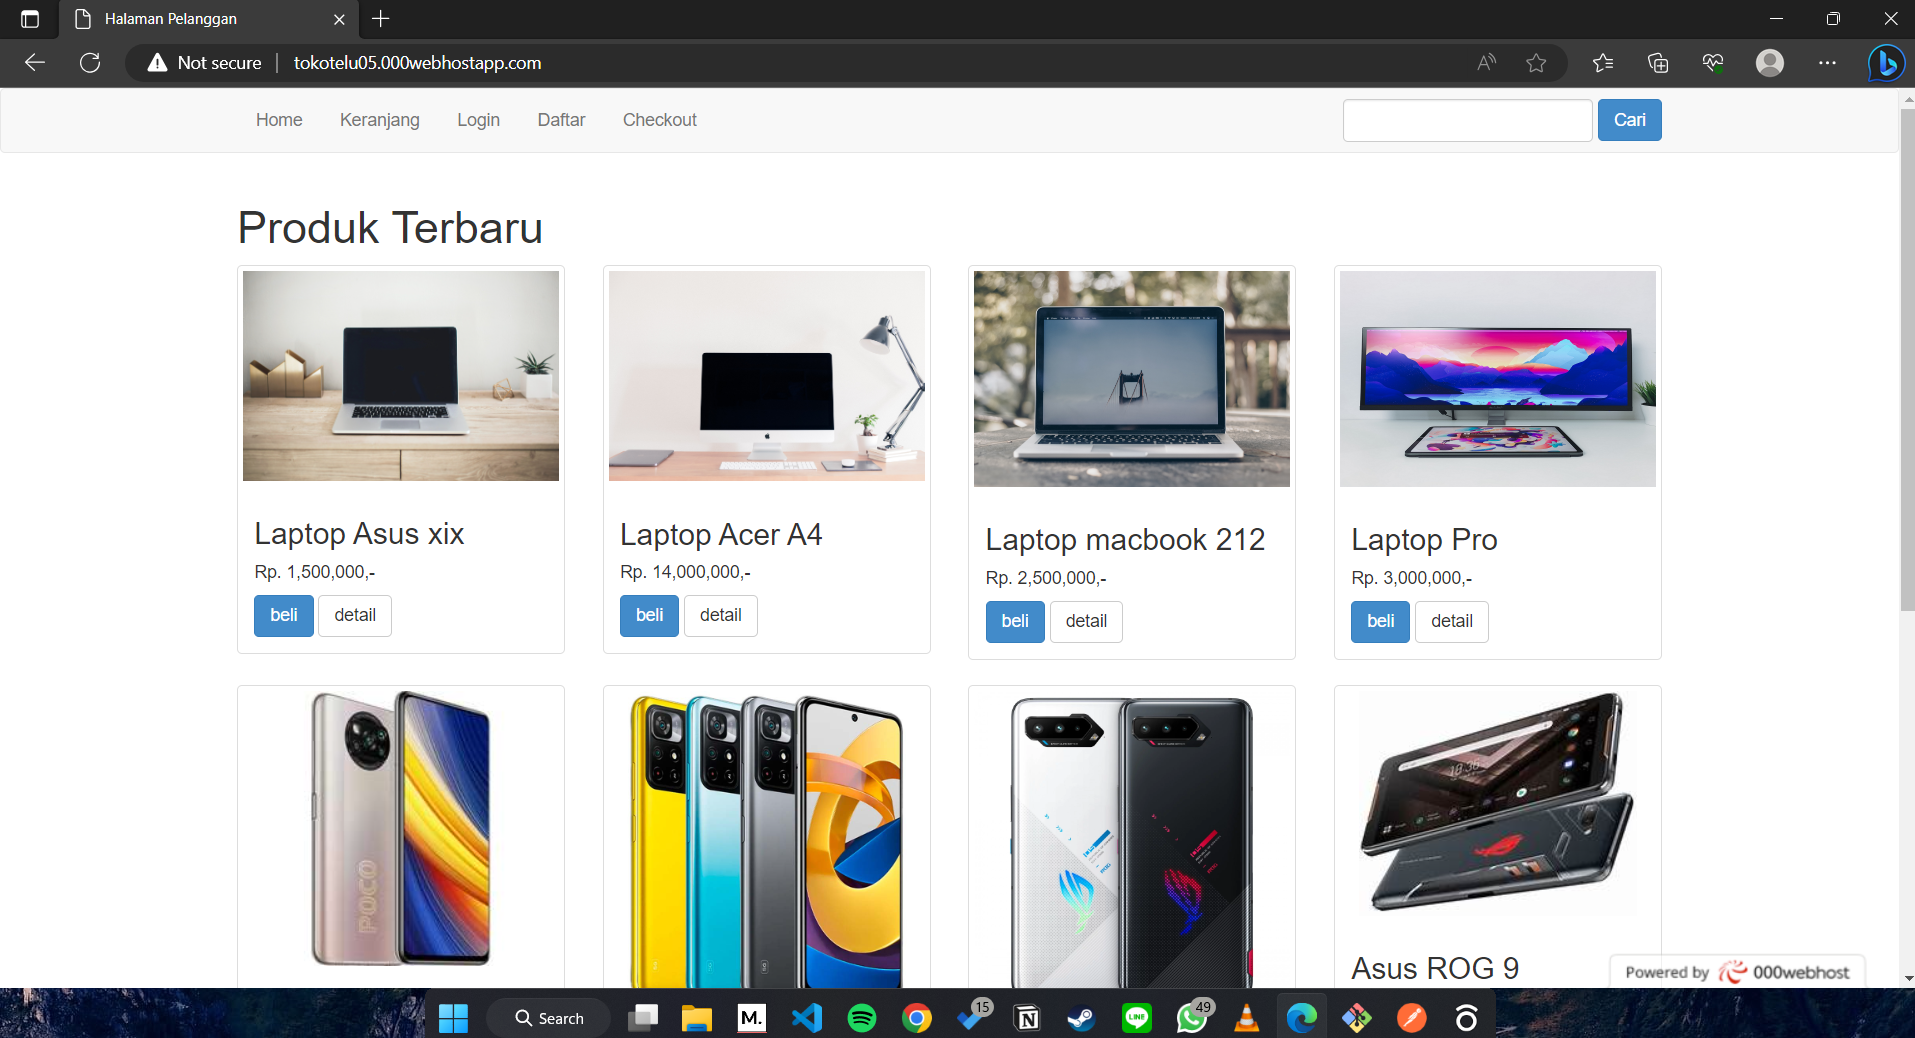 Halaman Pelanggan
Not secure
tokotelu05.000webhostapp.com
Home
Keranjang
Login
Daftar
Checkout
Cari
Produk Terbaru
Laptop Asus xix
Rp. 1,500,000,-
beli
detail
Laptop Acer A4
Rp. 14,000,000,-
beli
detail
Laptop macbook 212
Rp. 2,500,000,-
beli
detail
Laptop Pro
Rp. 3,000,000,-
beli
detail
POCO
18:35
Asus ROG 9
Powered by 000webhost
Search
M.
15
LINE
49